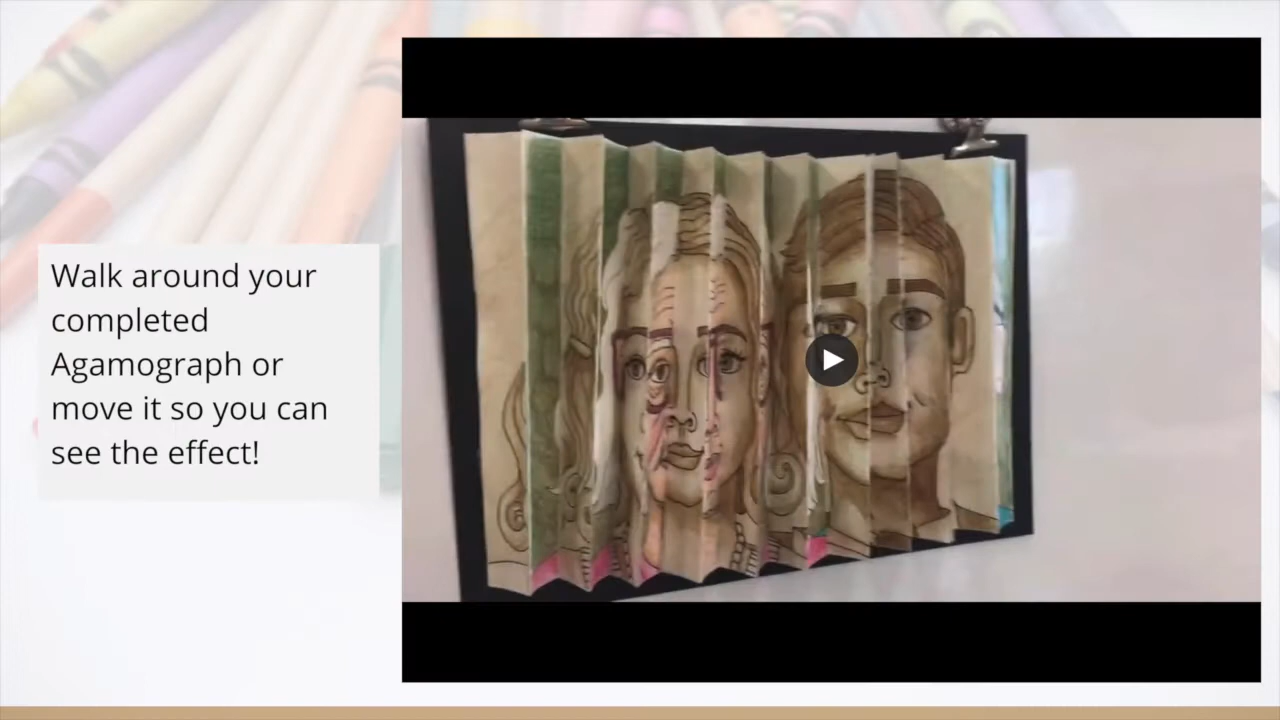 Walk around your
completed
Agamograph or
move it so you can
see the effect!